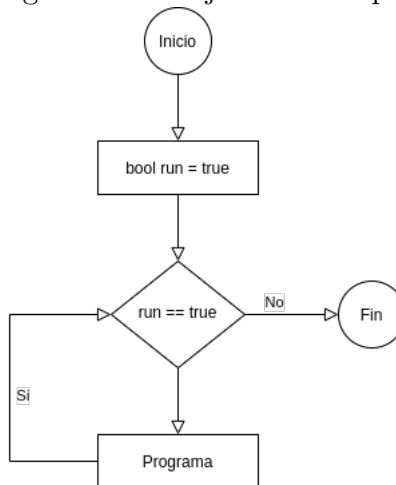 Inicio
bool run = true
run == true
No
Fin
Si
Programa